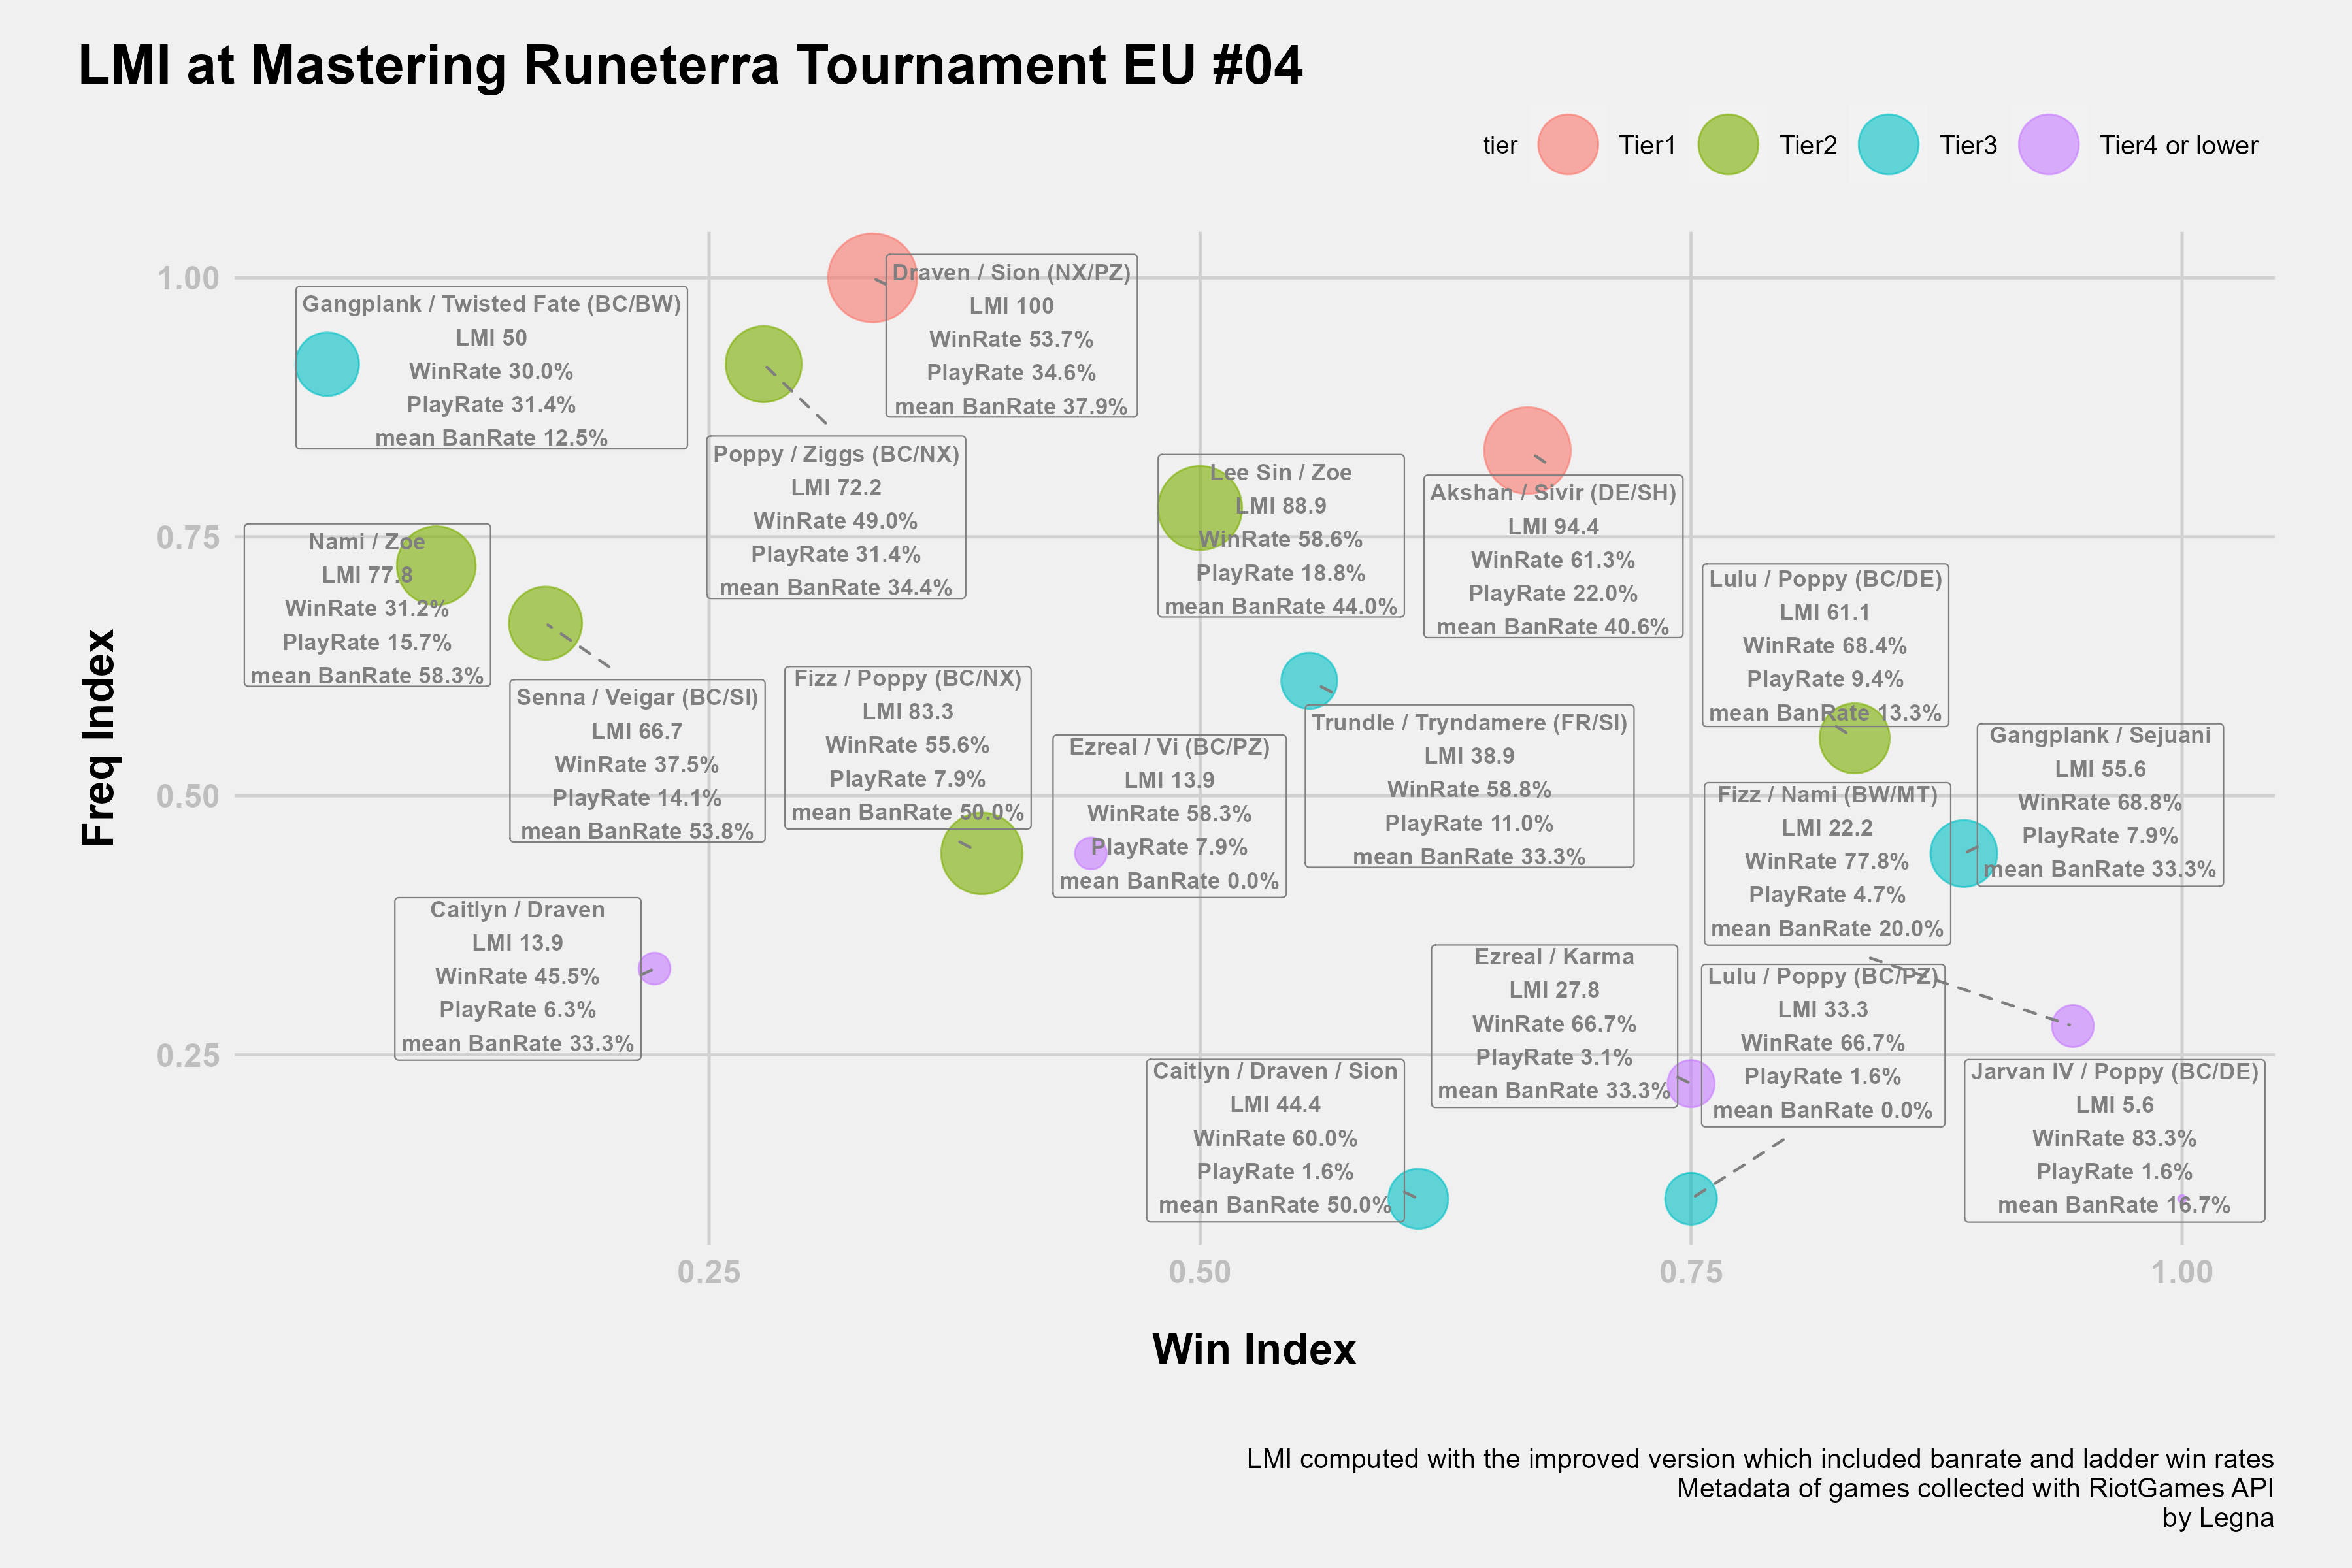 LMI at Mastering Runeterra Tournament EU #04
tier Tier1 Tier2 Tier3 Tier4 or lower
Freq Index
1.00
0.75
0.50
0.25
Draven / Sion (NX/PZ)
LMI 100
WinRate 53.7%
PlayRate 34.6%
mean BanRate 37.9%
Gangplank / Twisted Fate (BC/BW)
LMI 50
WinRate 30.0%
PlayRate 31.4%
mean BanRate 12.5%
Poppy / Ziggs (BC/NX)
LMI 72.2
WinRate 49.0%
PlayRate 31.4%
mean BanRate 34.4%
Lee Sin / Zoe
LMI 88.9
WinRate 58.6%
PlayRate 18.8%
mean BanRate 44.0%
Akshan / Sivir (DE/SH)
LMI 94.4
WinRate 61.3%
PlayRate 22.0%
mean BanRate 40.6%
Nami / Zoe
LMI 77.8
WinRate 31.2%
PlayRate 15.7%
mean BanRate 58.3%
Lulu / Poppy (BC/DE)
LMI 61.1
WinRate 68.4%
PlayRate 9.4%
mean BanRate 13.3%
Senna / Veigar (BC/SI)
LMI 66.7
WinRate 37.5%
PlayRate 14.1%
mean BanRate 53.8%
Fizz / Poppy (BC/NX)
LMI 83.3
WinRate 55.6%
PlayRate 7.9%
mean BanRate 50.0%
Ezreal / Vi (BC/PZ)
LMI 13.9
WinRate 58.3%
PlayRate 7.9%
mean BanRate 0.0%
Trundle / Tryndamere (FR/SI)
LMI 38.9
WinRate 58.8%
PlayRate 11.0%
mean BanRate 33.3%
Gangplank / Sejuani
LMI 55.6
WinRate 68.8%
PlayRate 7.9%
mean BanRate 33.3%
Fizz / Nami (BW/MT)
LMI 22.2
WinRate 77.8%
PlayRate 4.7%
mean BanRate 20.0%
Caitlyn / Draven
LMI 13.9
WinRate 45.5%
PlayRate 6.3%
mean BanRate 33.3%
Ezreal / Karma
LMI 27.8
WinRate 66.7%
PlayRate 3.1%
mean BanRate 33.3%
Lulu / Poppy (BC/PZ)
LMI 33.3
WinRate 66.7%
PlayRate 1.6%
mean BanRate 0.0%
Caitlyn / Draven / Sion
LMI 44.4
WinRate 60.0%
PlayRate 1.6%
mean BanRate 50.0%
Jarvan IV / Poppy (BC/DE)
LMI 5.6
WinRate 83.3%
PlayRate 1.6%
mean BanRate 16.7%
0.25 0.50 0.75 1.00
Win Index
LMI computed with the improved version which included banrate and ladder win rates
Metadata of games collected with RiotGames API
by Legna